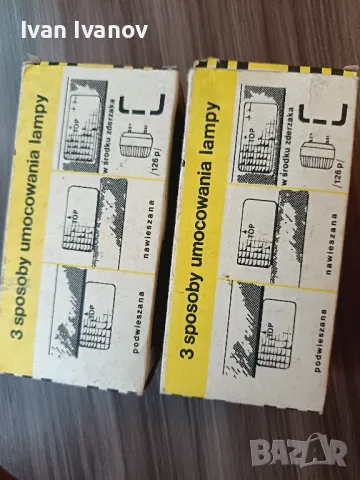 Ivan Ivanov
3 sposoby umocowania lampy
TOP
w środku zderzaka
/126 p/
TOP
nawieszana
TOP
podwieszana
3 sposoby umocowania lampy
TOP
w środku zderzaka
/126 p/
TOP
nawieszana
TOP
podwieszana
BAZAR